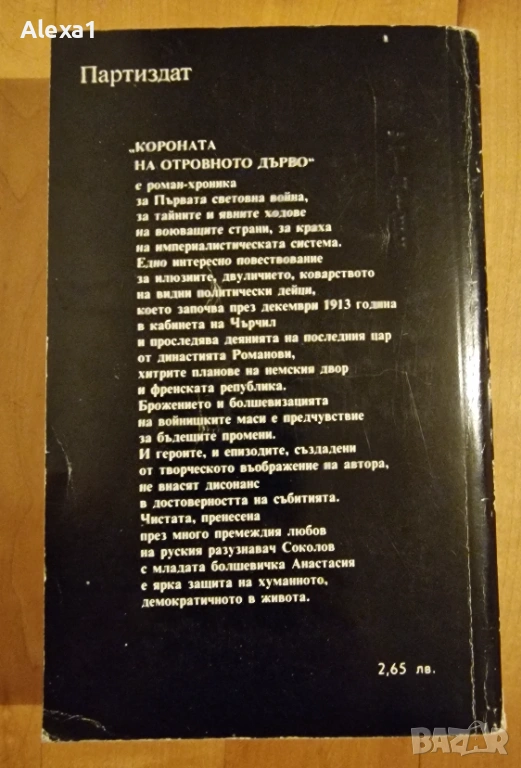 Alexa1
Партиздат
„КОРОНАТА
НА ОТРОВНОТО ДЪРВО"
е роман-хроника
за Първата световна война,
за тайните и явните ходове
на воюващите страни, за краха
на империалистическата система.
Едно интересно повествование
за илюзиите, двуличието, коварството
на видни политически дейци,
което започва през декември 1913 година
в кабинета на Чърчил
и проследява деянията на последния цар
от династията Романови,
хитрите планове на немския двор
и френската република.
Брожението и болшевизацията
на войнишките маси е предчувствие
за бъдещите промени.
И героите, и епизодите, създадени
от творческото въображение на автора,
не внасят дисонанс
в достоверността на събитията.
Чистата, пренесена
през много премеждия любов
на руския разузнавач Соколов
с младата болшевичка Анастасия
е ярка защита на хуманното,
демократичното в живота.
2,65 лв.
BAZAR